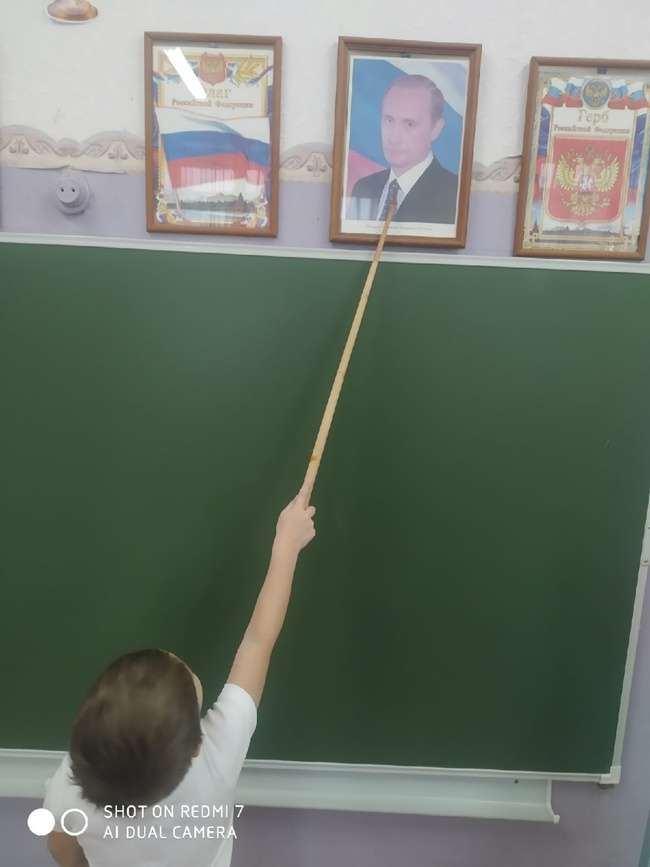 Флаг
Российской Федерации
Герб
Российской Федерации
SHOT ON REDMI 7
AI DUAL CAMERA